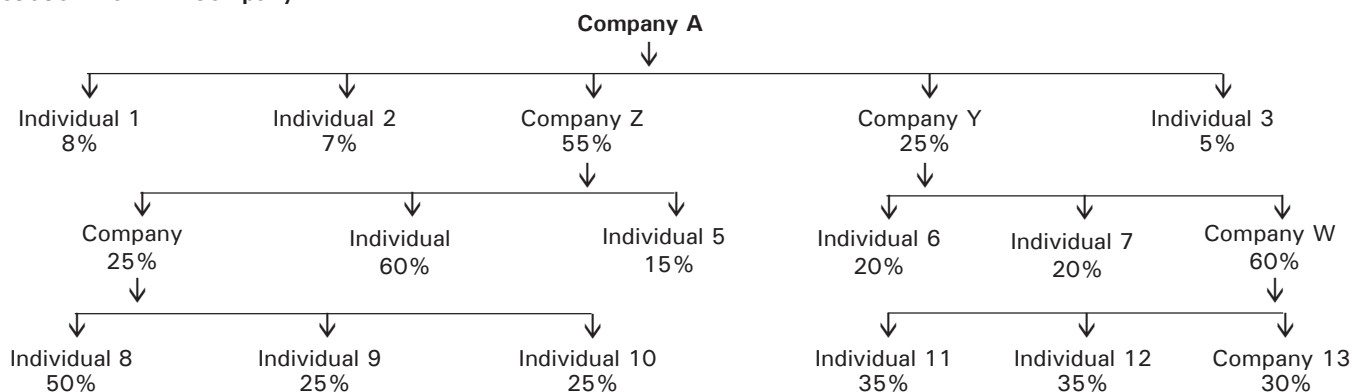 Company A
Individual 1 Individual 2 Company Z Company Y Individual 3
8% 7% 55% 25% 5%
Company Individual Individual 5 Individual 6 Individual 7 Company W
25% 60% 15% 20% 20% 60%
Individual 8 Individual 9 Individual 10 Individual 11 Individual 12 Company 13
50% 25% 25% 35% 35% 30%